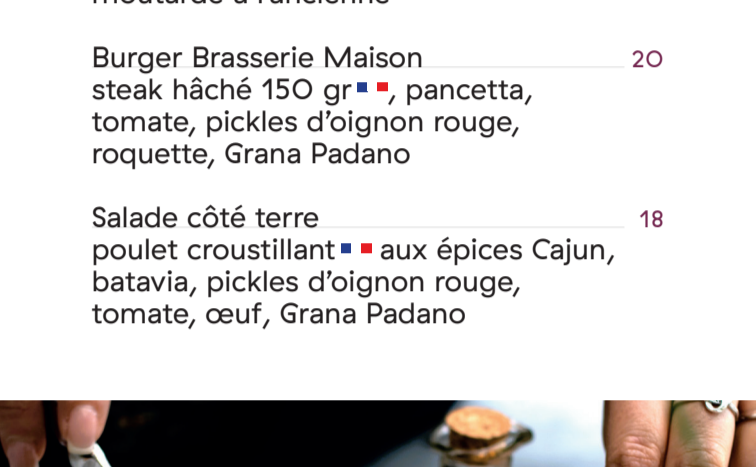 Burger Brasserie Maison 20
steak hâché 150 gr, pancetta,
tomate, pickles d'oignon rouge,
roquette, Grana Padano
Salade côté terre 18
poulet croustillant aux épices Cajun,
batavia, pickles d'oignon rouge,
tomate, œuf, Grana Padano